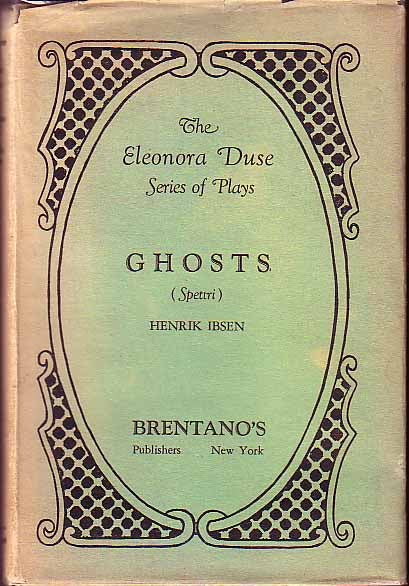 The
Eleonora Duse
Series of Plays
GHOSTS
(Spettri)
HENRIK IBSEN
BRENTANO'S
Publishers New York